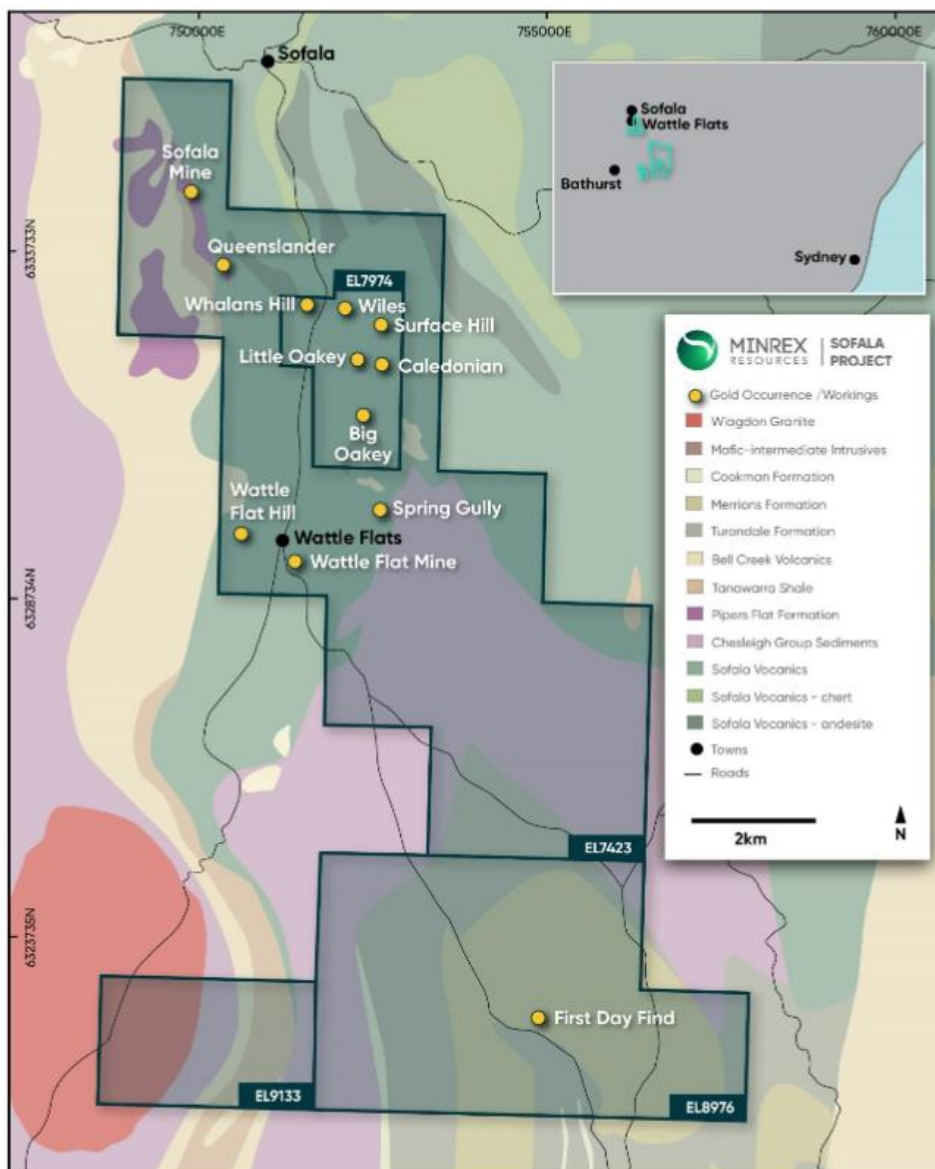 750000E
755000E
760000E
Sofala
Sofala
Wattle Flats
Bathurst
Sydney
Sofala
Mine
6333733N
Queenslander
EL7974
Whalans Hill
Wiles
Surface Hill
Little Oakey
Caledonian
Big
Oakey
MINREX
RESOURCES
SOFALA
PROJECT
Gold Occurrence /Workings
Wiagdon Granite
Mafic-intermediate Intrusives
Cookman Formation
Merrions Formation
Turondale Formation
Bell Creek Volcanics
Tanawarra Shale
Pipers Flat Formation
Chesleigh Group Sediments
Sofala Vocanics
Sofala Vocanics - chert
Sofala Vocanics - andesite
Towns
Roads
2km
N
Wattle
Flat Hill
Spring Gully
Wattle Flats
Wattle Flat Mine
6328734N
EL7423
6323735N
First Day Find
EL9133
EL8976